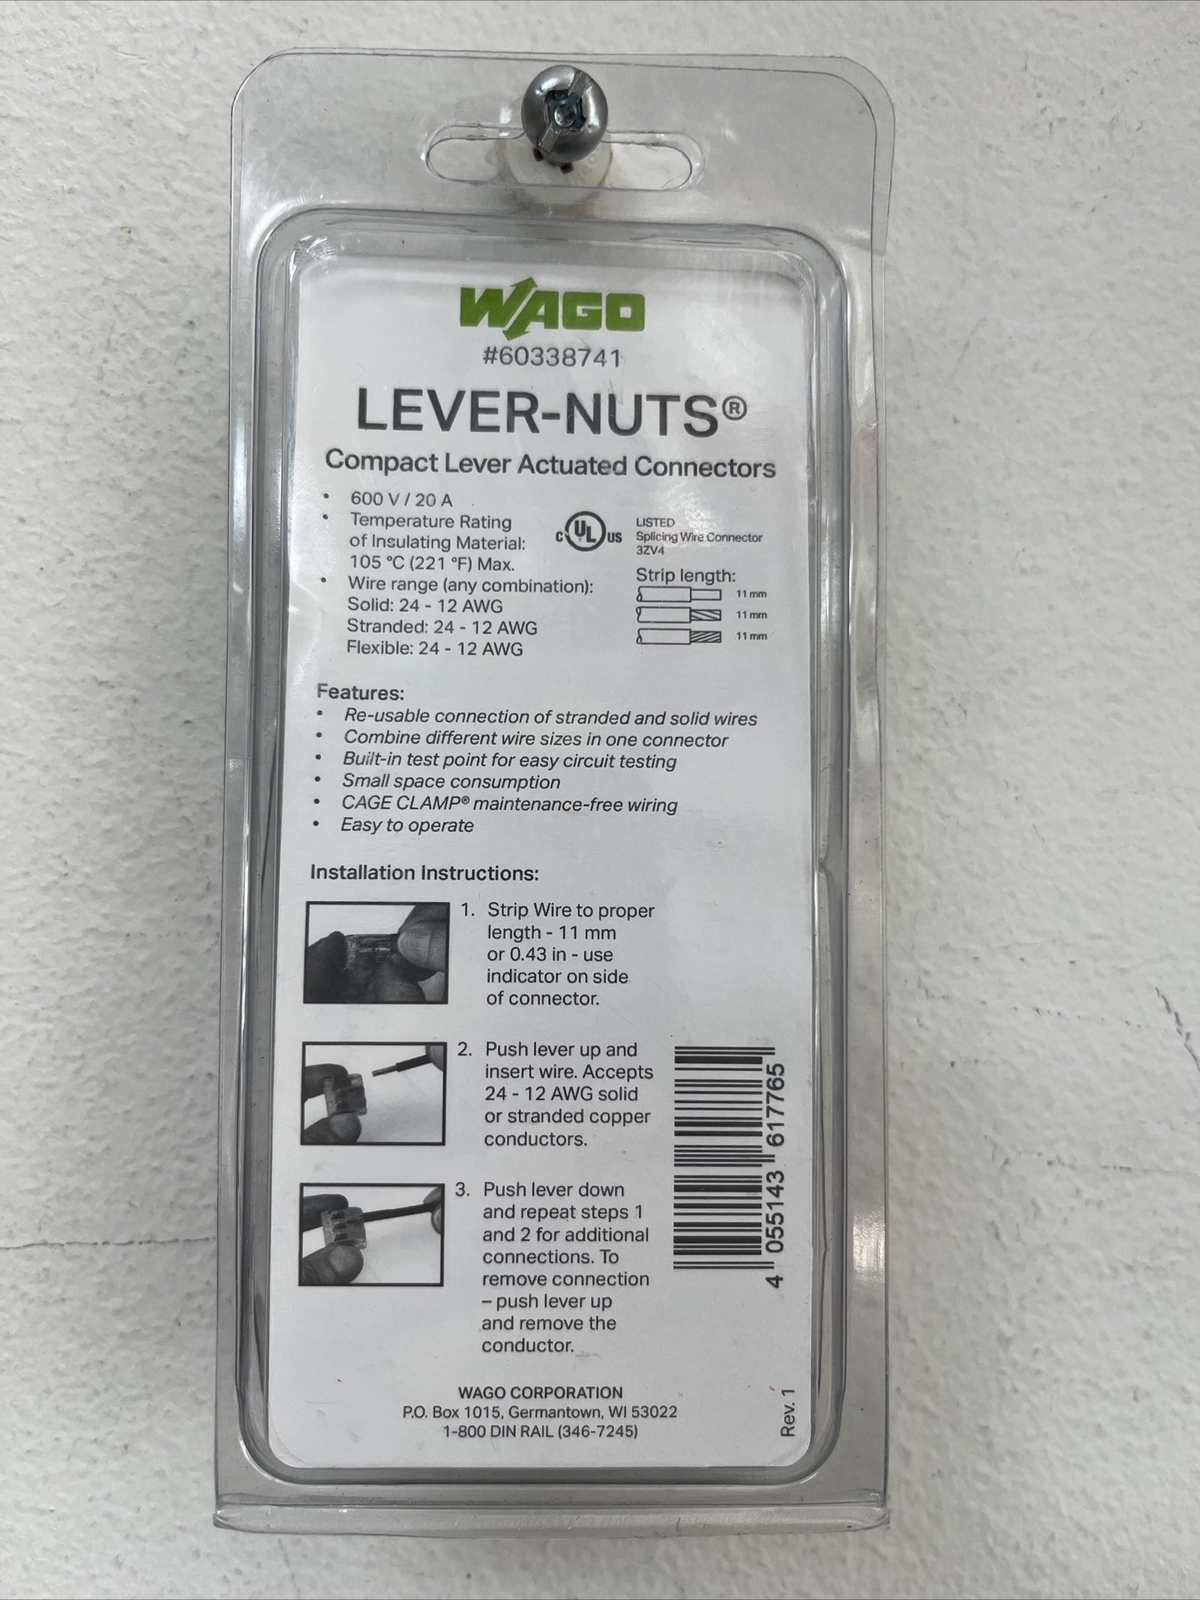 WAGO
#60338741
LEVER-NUTS®
Compact Lever Actuated Connectors
• 600 V / 20 A
• Temperature Rating
of Insulating Material:
105 °C (221 °F) Max.
• Wire range (any combination):
Solid: 24 - 12 AWG
Stranded: 24 - 12 AWG
Flexible: 24 - 12 AWG
c UL US
LISTED
Splicing Wire Connector
3ZV4
Strip length:
11 mm
11 mm
11 mm
Features:
• Re-usable connection of stranded and solid wires
• Combine different wire sizes in one connector
• Built-in test point for easy circuit testing
• Small space consumption
• CAGE CLAMP® maintenance-free wiring
• Easy to operate
Installation Instructions:
1. Strip Wire to proper
length - 11 mm
or 0.43 in - use
indicator on side
of connector.
2. Push lever up and
insert wire. Accepts
24 - 12 AWG solid
or stranded copper
conductors.
3. Push lever down
and repeat steps 1
and 2 for additional
connections. To
remove connection
– push lever up
and remove the
conductor.
4 055143 617765
WAGO CORPORATION
P.O. Box 1015, Germantown, WI 53022
1-800 DIN RAIL (346-7245)
Rev. 1